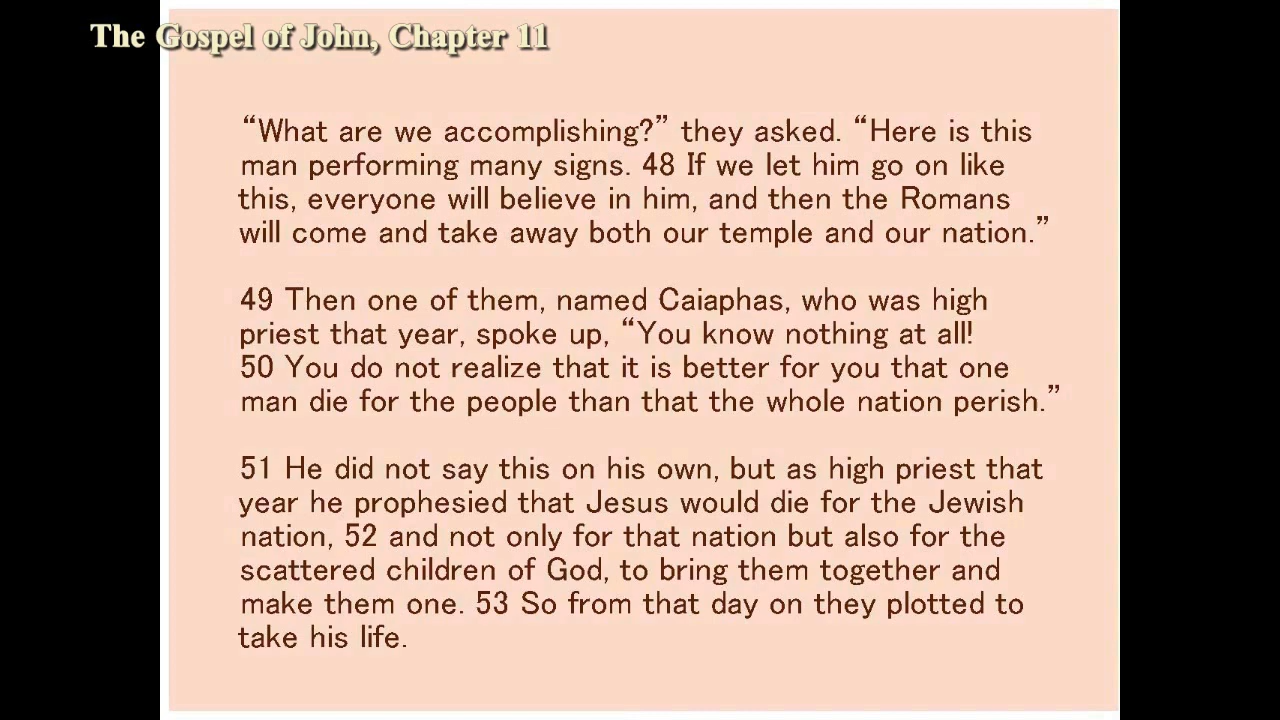 The Gospel of John, Chapter 11
“What are we accomplishing?” they asked. “Here is this
man performing many signs. 48 If we let him go on like
this, everyone will believe in him, and then the Romans
will come and take away both our temple and our nation.”
49 Then one of them, named Caiaphas, who was high
priest that year, spoke up, “You know nothing at all!
50 You do not realize that it is better for you that one
man die for the people than that the whole nation perish.”
51 He did not say this on his own, but as high priest that
year he prophesied that Jesus would die for the Jewish
nation, 52 and not only for that nation but also for the
scattered children of God, to bring them together and
make them one. 53 So from that day on they plotted to
take his life.